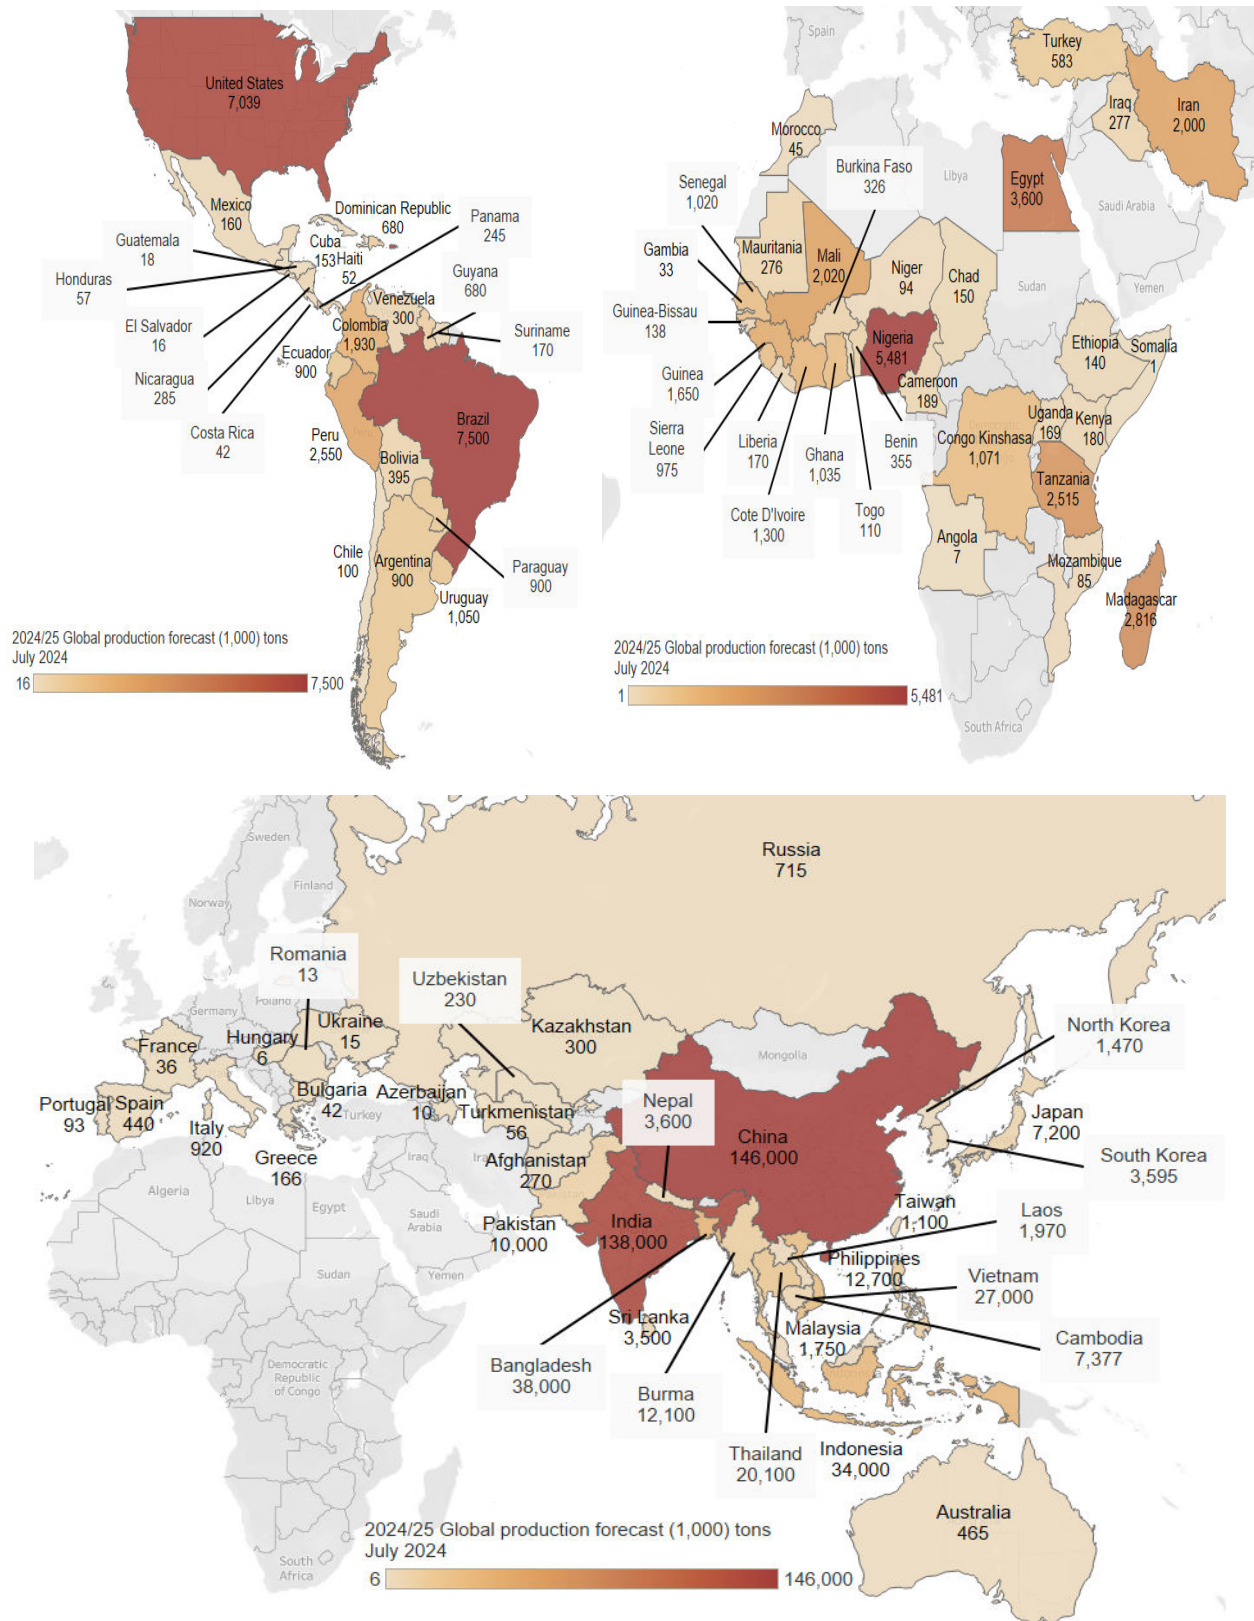 United States
7,039
Mexico
160
Dominican Republic
680
Panama
245
Guatemala
18
Cuba
153
Haiti
52
Guyana
680
Honduras
57
Venezuela
300
El Salvador
16
Colombia
1,930
Suriname
170
Ecuador
900
Nicaragua
285
Brazil
7,500
Costa Rica
42
Peru
Peru
2,550
Bolivia
395
Chile
100
Argentina
900
Paraguay
900
Uruguay
1,050
2024/25 Global production forecast (1,000) tons
July 2024
16
7,500
Spain
Turkey
583
Iraq
277
Iran
2,000
Morocco
45
Burkina Faso
326
Senegal
1,020
Libya
Egypt
3,600
Saudi Arabia
Gambia
33
Mauritania
276
Mali
2,020
Niger
94
Chad
150
Sudan
Yemen
Guinea-Bissau
138
Nigeria
5,481
Ethiopia
140
Somalia
1
Guinea
1,650
Cameroon
189
Sierra
Leone
975
Liberia
170
Ghana
1,035
Benin
355
Democratic
Congo Kinshasa
1,071
Uganda
169
Kenya
180
Tanzania
2,515
Cote D'Ivoire
1,300
Togo
110
Angola
7
Mozambique
85
Madagascar
2,816
South Africa
2024/25 Global production forecast (1,000) tons
July 2024
1
5,481
Russia
715
Sweden
Finland
Norway
Romania
13
Uzbekistan
230
Poland
Germany
Ukraine
15
Kazakhstan
300
North Korea
1,470
Hungary
6
France
36
Mongolia
Bulgaria
42
Azerbaijan
10
Nepal
3,600
Portugal
93
Spain
440
Italy
920
Turkey
Turkmenistan
56
China
146,000
Japan
7,200
South Korea
3,595
Greece
166
Iraq
Iran
Afghanistan
270
Algeria
Libya
Egypt
Saudi
Arabia
Pakistan
Pakistan
10,000
India
138,000
Taiwan
1,100
Laos
1,970
Sudan
Yemen
Philippines
12,700
Vietnam
27,000
Sri Lanka
3,500
Malaysia
1,750
Cambodia
7,377
Bangladesh
38,000
Burma
12,100
Democratic
Republic
of Congo
Indonesia
Thailand
20,100
Indonesia
34,000
Australia
465
South
Africa
2024/25 Global production forecast (1,000) tons
July 2024
6
146,000